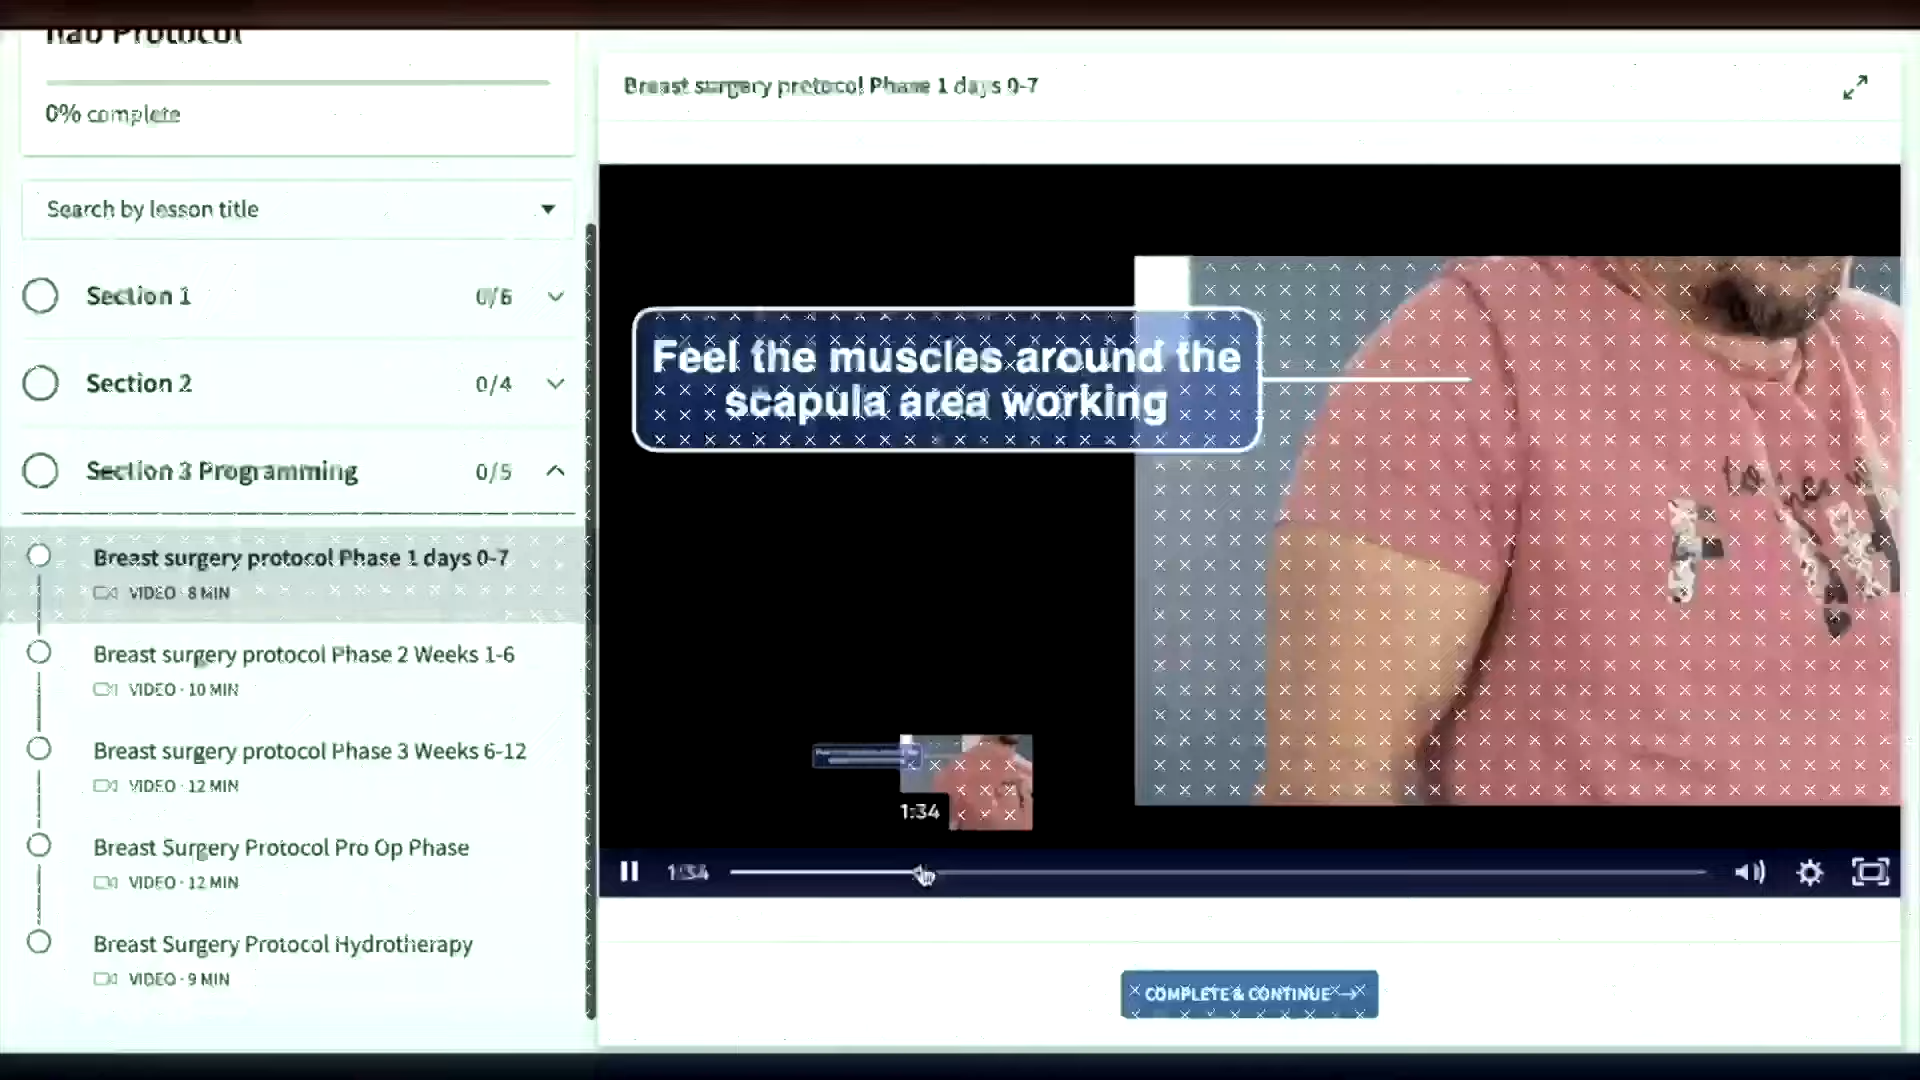 Rab Protocol
0% complete
Search by lesson title
Section 1
0/6
Section 2
0/4
Section 3 Programming
0/5
Breast surgery protocol Phase 1 days 0-7
VIDEO · 8 MIN
Breast surgery protocol Phase 2 Weeks 1-6
VIDEO · 10 MIN
Breast surgery protocol Phase 3 Weeks 6-12
VIDEO · 12 MIN
Breast Surgery Protocol Pro Op Phase
VIDEO · 12 MIN
Breast Surgery Protocol Hydrotherapy
VIDEO · 9 MIN
Breast surgery protocol Phase 1 days 0-7
Feel the muscles around the
scapula area working
1:34
1:34
COMPLETE & CONTINUE →